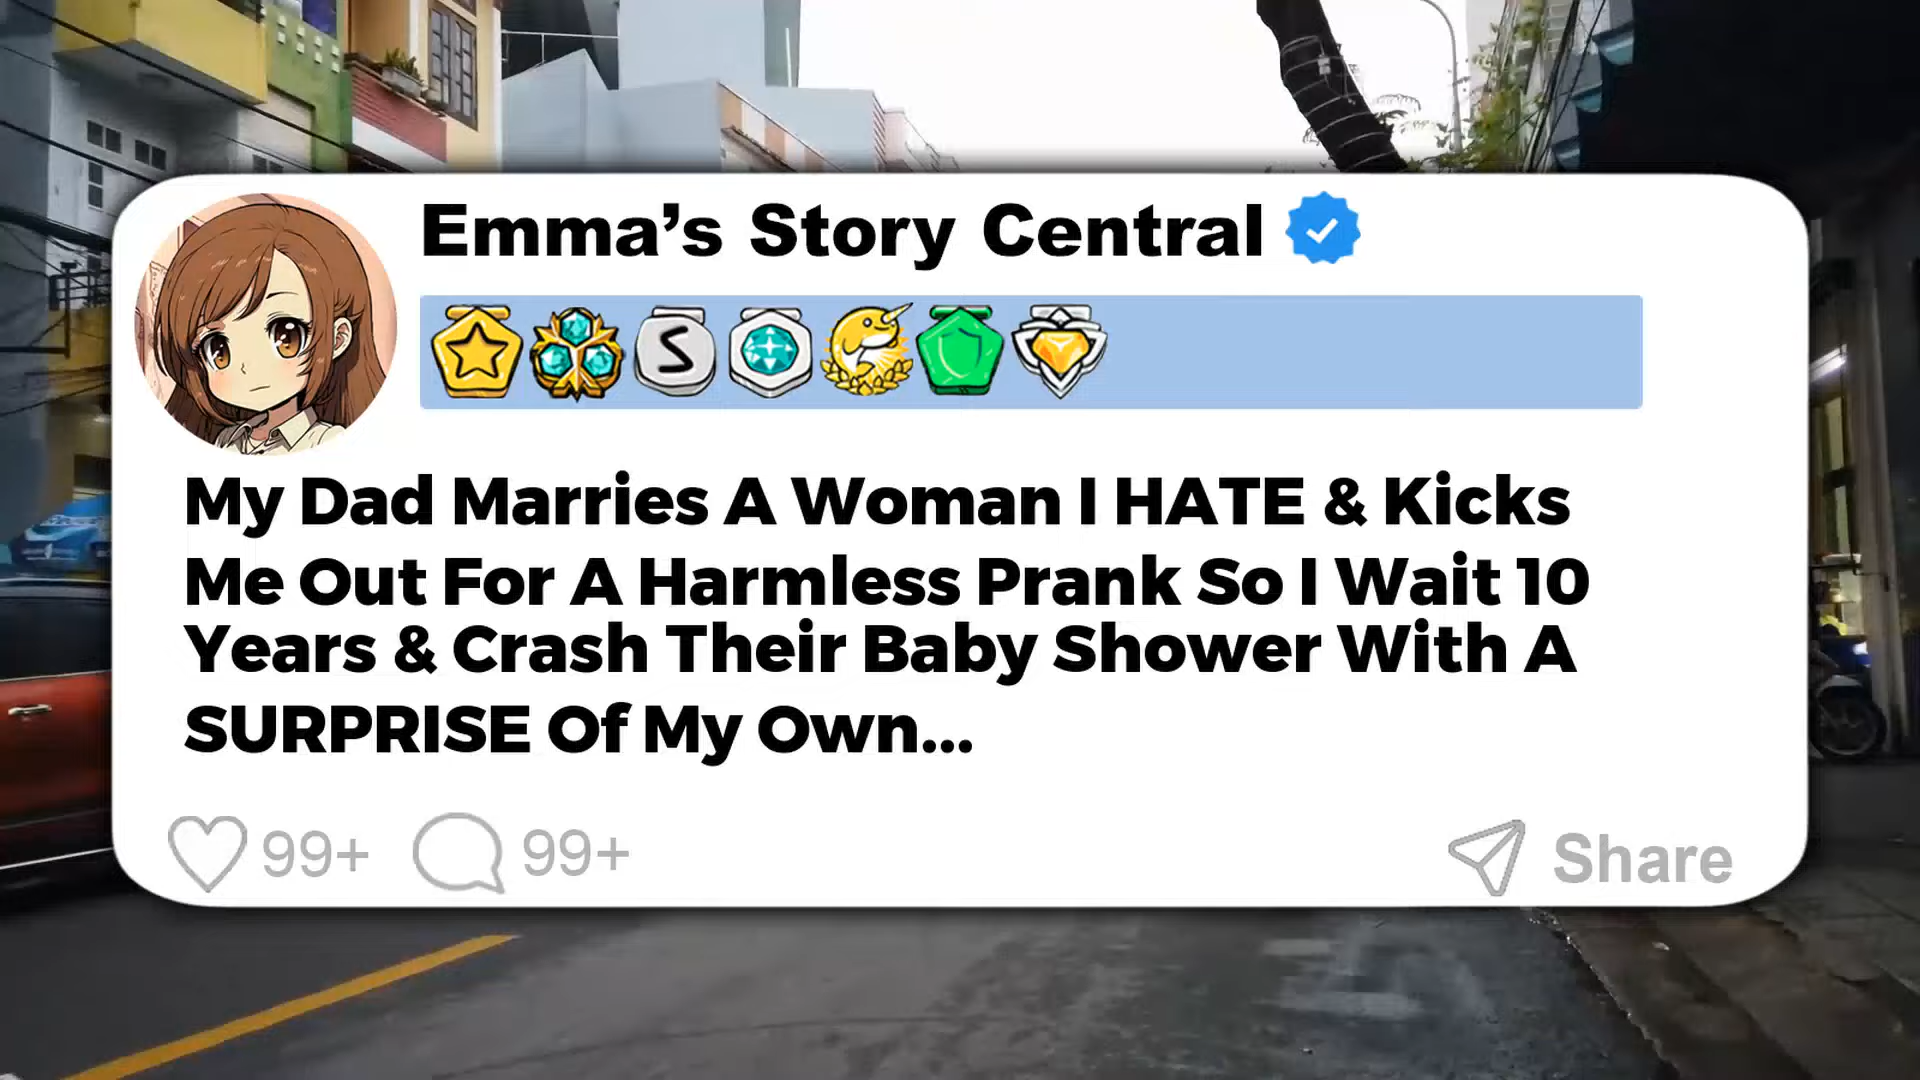 Emma’s Story Central
S
My Dad Marries A Woman I HATE & Kicks
Me Out For A Harmless Prank So I Wait 10
Years & Crash Their Baby Shower With A
SURPRISE Of My Own...
99+ 99+ Share